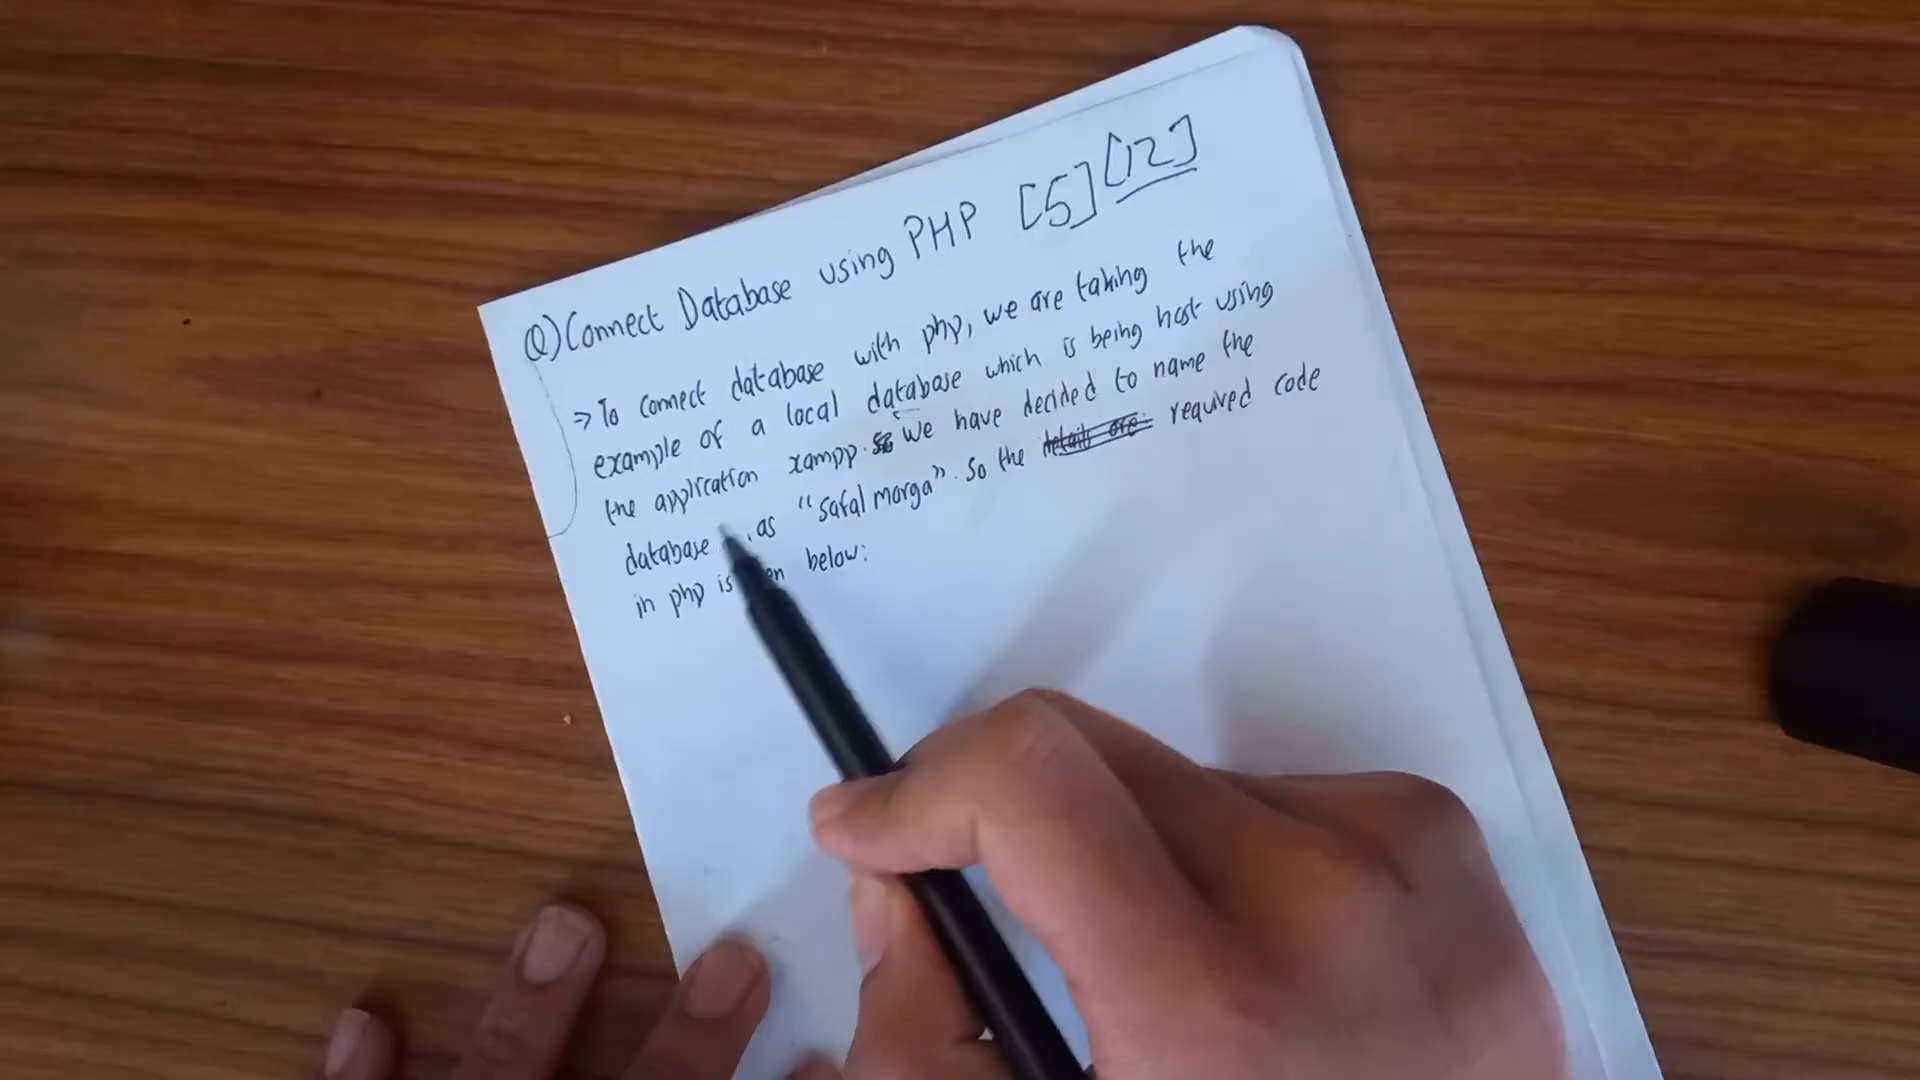 Q) Connect Database using PHP [5] [12]
⇒ To connect database with php, we are taking the
example of a local database which is being host using
the application xampp. We have decided to name the
database as "safal marga". So the required code
in php is below: